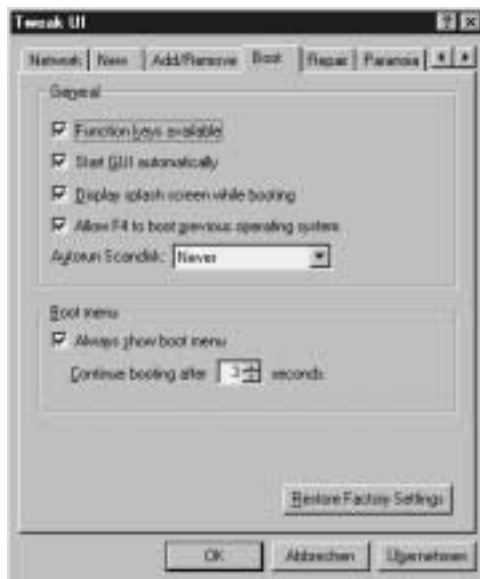 Tweak UI
Network New Add/Remove Boot Repair Paranoia
General
Function keys available
Start GUI automatically
Display splash screen while booting
Allow F4 to boot previous operating system
Autorun Scandisk: Never
Boot menu
Always show boot menu
Continue booting after 3 seconds
Restore Factory Settings
OK Abbrechen Übernehmen